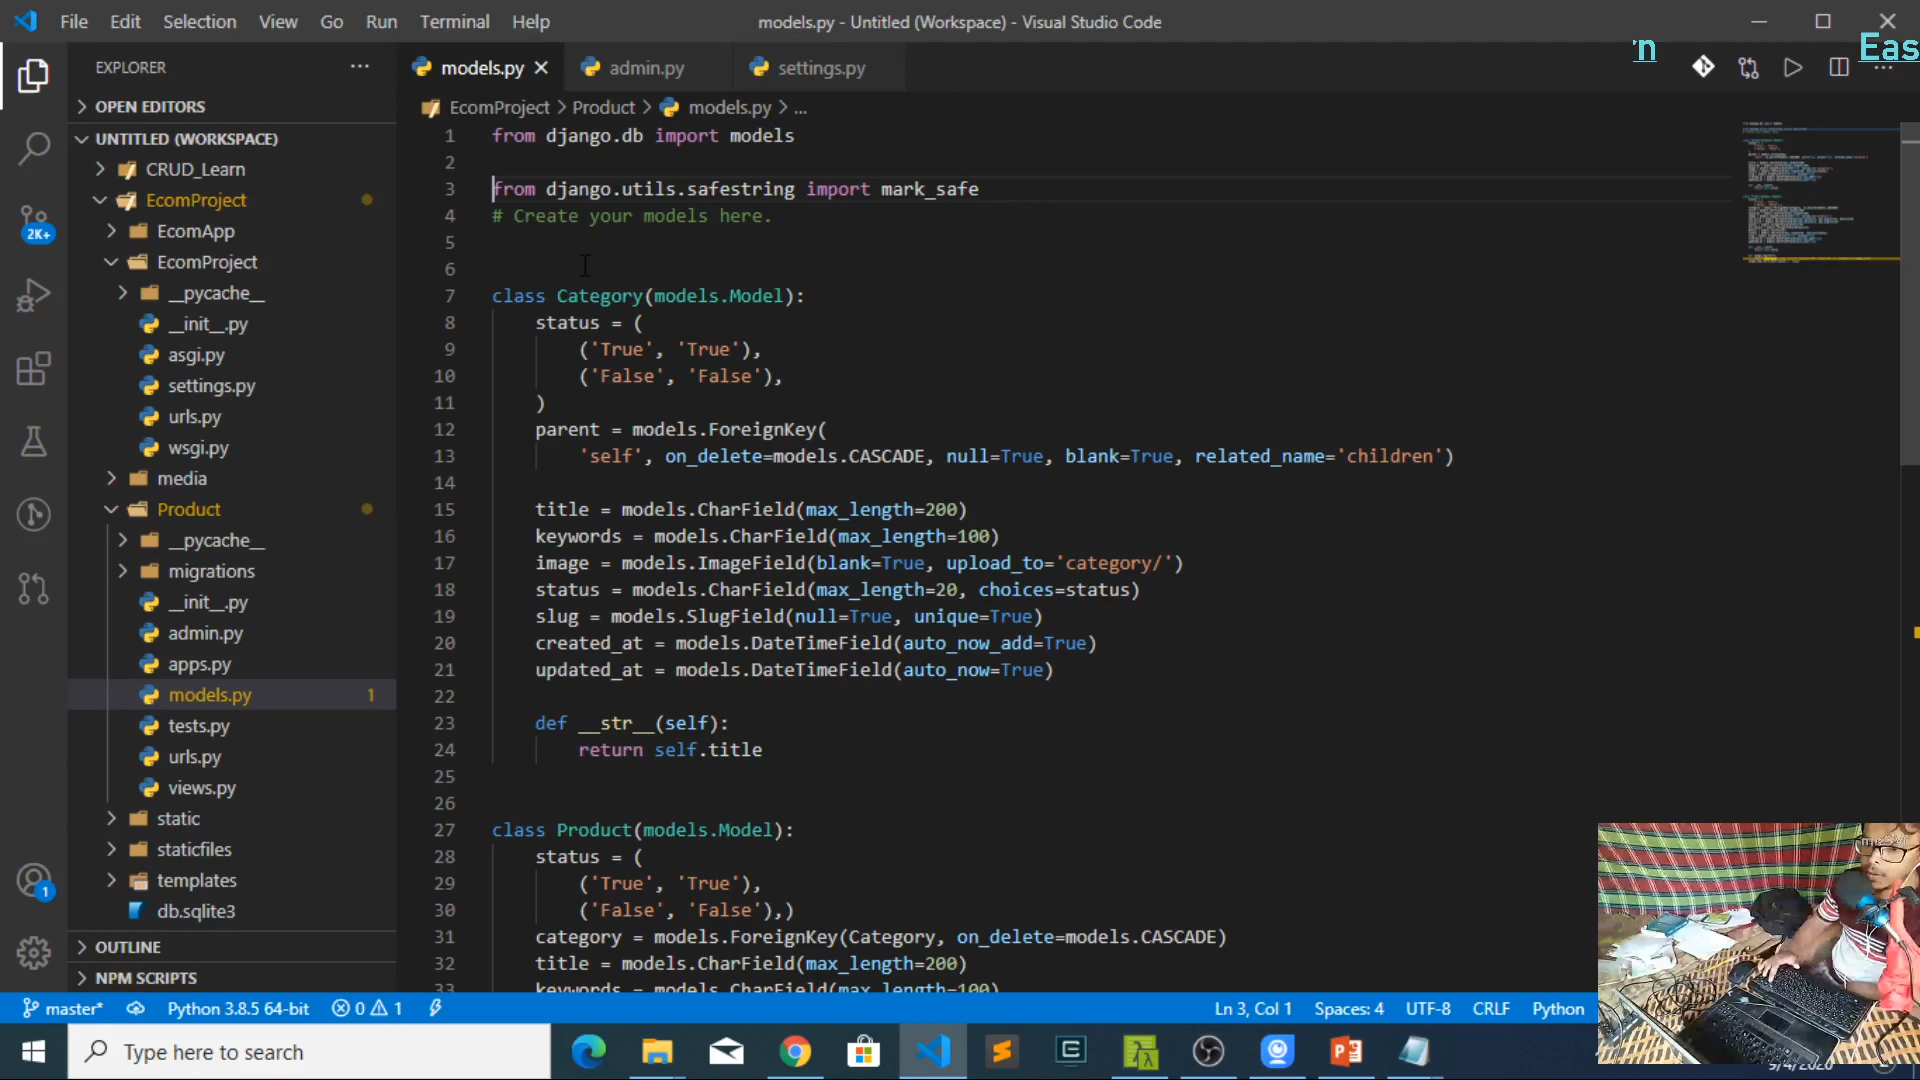 File Edit Selection View Go Run Terminal Help
models.py - Untitled (Workspace) - Visual Studio Code
Eas
EXPLORER
models.py
admin.py
settings.py
OPEN EDITORS
UNTITLED (WORKSPACE)
CRUD_Learn
EcomProject
EcomApp
EcomProject
__pycache__
__init__.py
asgi.py
settings.py
urls.py
wsgi.py
media
Product
__pycache__
migrations
__init__.py
admin.py
apps.py
models.py 1
tests.py
urls.py
views.py
static
staticfiles
templates
db.sqlite3
OUTLINE
NPM SCRIPTS
2K+
1
EcomProject > Product > models.py > ...
1 from django.db import models
2
3 from django.utils.safestring import mark_safe
4 # Create your models here.
5
6
7 class Category(models.Model):
8 status = (
9 ('True', 'True'),
10 ('False', 'False'),
11 )
12 parent = models.ForeignKey(
13 'self', on_delete=models.CASCADE, null=True, blank=True, related_name='children')
14
15 title = models.CharField(max_length=200)
16 keywords = models.CharField(max_length=100)
17 image = models.ImageField(blank=True, upload_to='category/')
18 status = models.CharField(max_length=20, choices=status)
19 slug = models.SlugField(null=True, unique=True)
20 created_at = models.DateTimeField(auto_now_add=True)
21 updated_at = models.DateTimeField(auto_now=True)
22
23 def __str__(self):
24 return self.title
25
26
27 class Product(models.Model):
28 status = (
29 ('True', 'True'),
30 ('False', 'False'),)
31 category = models.ForeignKey(Category, on_delete=models.CASCADE)
32 title = models.CharField(max_length=200)
33 keywords = models.CharField(max_length=100)
master* Python 3.8.5 64-bit 0 1
Ln 3, Col 1 Spaces: 4 UTF-8 CRLF Python
Type here to search
9/4/2020